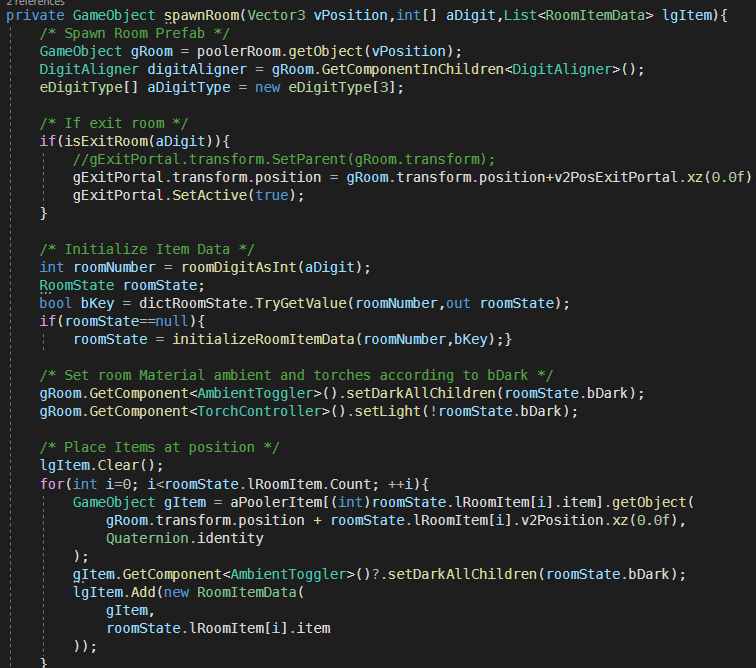 2 references
private GameObject spawnRoom(Vector3 vPosition,int[] aDigit,List<RoomItemData> lgItem){
    /* Spawn Room Prefab */
    GameObject gRoom = poolerRoom.getObject(vPosition);
    DigitAligner digitAligner = gRoom.GetComponentInChildren<DigitAligner>();
    eDigitType[] aDigitType = new eDigitType[3];

    /* If exit room */
    if(isExitRoom(aDigit)){
        //gExitPortal.transform.SetParent(gRoom.transform);
        gExitPortal.transform.position = gRoom.transform.position+v2PosExitPortal.xz(0.0f)
        gExitPortal.SetActive(true);
    }

    /* Initialize Item Data */
    int roomNumber = roomDigitAsInt(aDigit);
    RoomState roomState;
    bool bKey = dictRoomState.TryGetValue(roomNumber,out roomState);
    if(roomState==null){
        roomState = initializeRoomItemData(roomNumber,bKey);}

    /* Set room Material ambient and torches according to bDark */
    gRoom.GetComponent<AmbientToggler>().setDarkAllChildren(roomState.bDark);
    gRoom.GetComponent<TorchController>().setLight(!roomState.bDark);

    /* Place Items at position */
    lgItem.Clear();
    for(int i=0; i<roomState.lRoomItem.Count; ++i){
        GameObject gItem = aPoolerItem[(int)roomState.lRoomItem[i].item].getObject(
            gRoom.transform.position + roomState.lRoomItem[i].v2Position.xz(0.0f),
            Quaternion.identity
        );
        gItem.GetComponent<AmbientToggler>()?.setDarkAllChildren(roomState.bDark);
        lgItem.Add(new RoomItemData(
            gItem,
            roomState.lRoomItem[i].item
        ));
    }